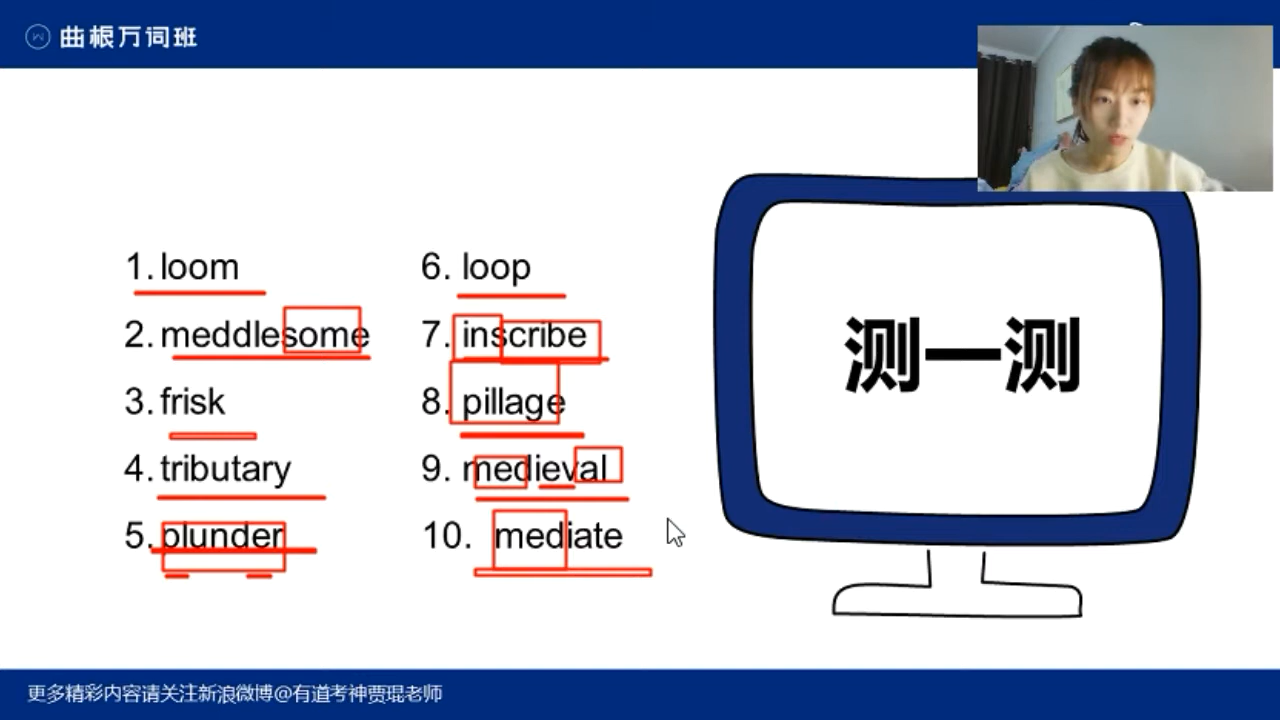 曲根万词班
1. loom
2. meddlesome
3. frisk
4. tributary
5. plunder
6. loop
7. inscribe
8. pillage
9. medieval
10. mediate
测一测
更多精彩内容请关注新浪微博@有道考神贾琨老师